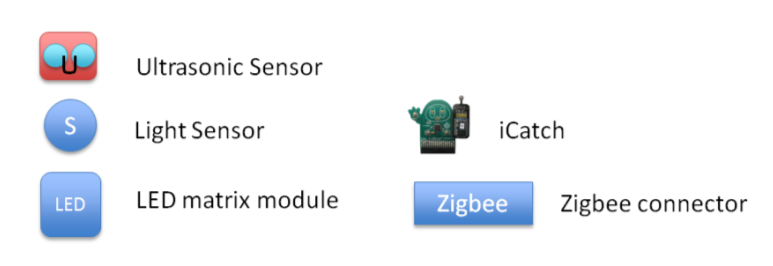 U
Ultrasonic Sensor
S
Light Sensor
iCatch
LED
LED matrix module
Zigbee
Zigbee connector